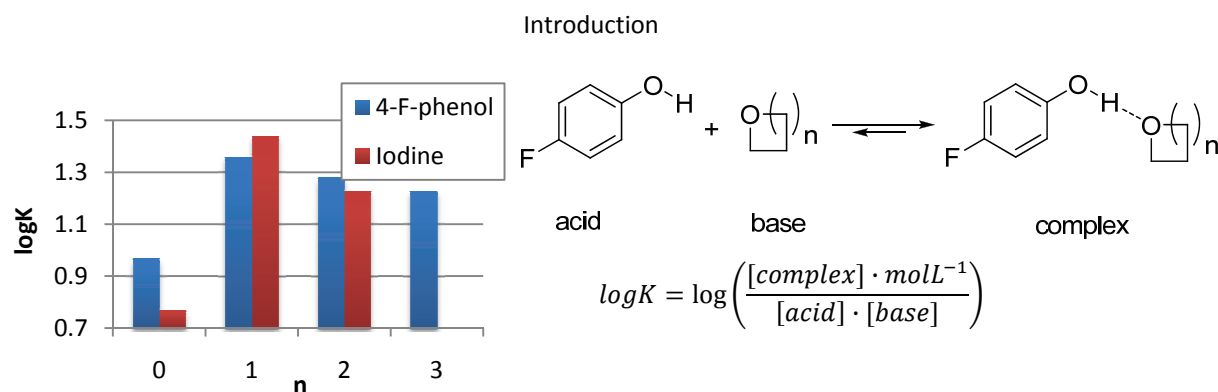 Introduction
4-F-phenol
Iodine
logK
1.5
1.3
1.1
0.9
0.7
0 1 2 3
n
O H
F
acid
+
O ( ) n
base
O H
O ( ) n
F
complex
logK = log([complex] · molL⁻¹ / [acid] · [base])